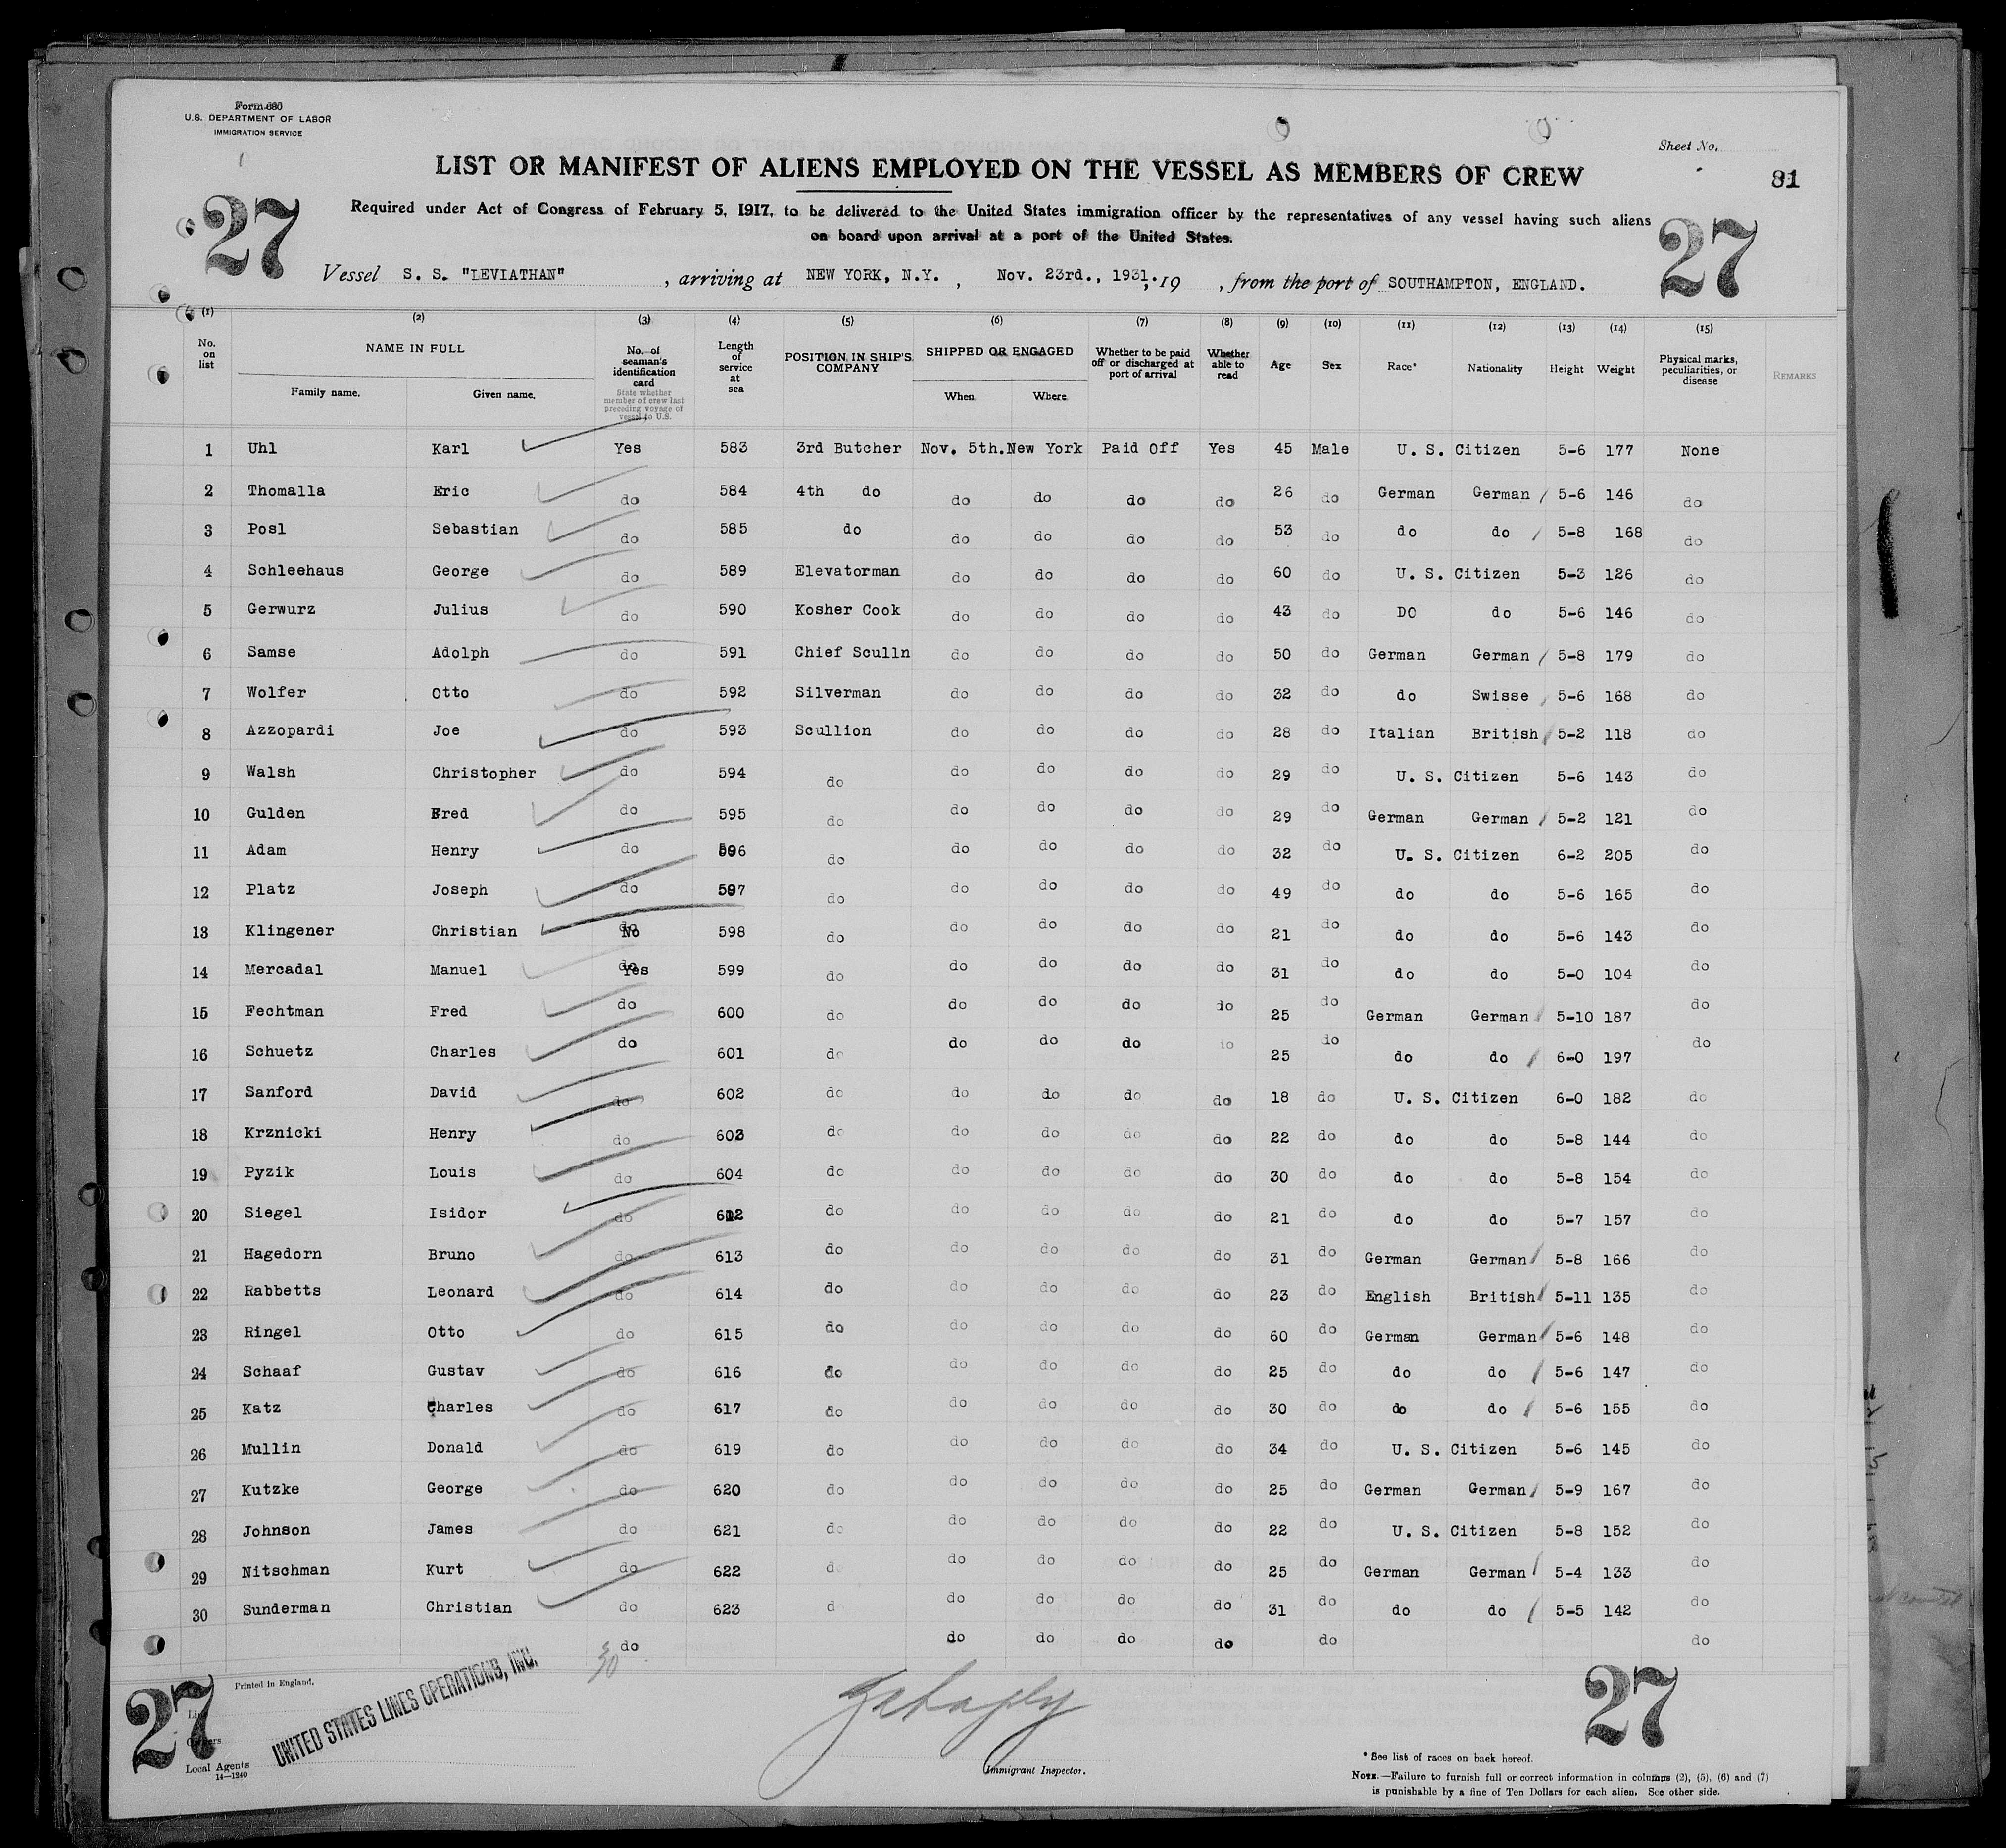 Form 680
U.S. DEPARTMENT OF LABOR
IMMIGRATION SERVICE
Sheet No.
LIST OR MANIFEST OF ALIENS EMPLOYED ON THE VESSEL AS MEMBERS OF CREW
81
27 27
Required under Act of Congress of February 5, 1917, to be delivered to the United States immigration officer by the representatives of any vessel having such aliens
on board upon arrival at a port of the United States.
Vessel S. S. "LEVIATHAN", arriving at NEW YORK, N.Y., Nov. 23rd., 1931, 19 , from the port of SOUTHAMPTON, ENGLAND.
(1) (2) (3) (4) (5) (6) (7) (8) (9) (10) (11) (12) (13) (14) (15)
No. on list NAME IN FULL Family name. Given name. No. of seaman's identification card State whether member of crew last preceding voyage of vessel to U.S. Length of service at sea POSITION IN SHIP'S COMPANY SHIPPED OR ENGAGED When Where Whether to be paid off or discharged at port of arrival Whether able to read Age Sex Race* Nationality Height Weight Physical marks, peculiarities, or disease REMARKS
1 Uhl Karl Yes 583 3rd Butcher Nov. 5th. New York Paid Off Yes 45 Male U. S. Citizen 5-6 177 None
2 Thomalla Eric do 584 4th do do do do do 26 do German German 5-6 146 do
3 Posl Sebastian do 585 do do do do do 53 do do do 5-8 168 do
4 Schleehaus George do 589 Elevatorman do do do do 60 do U. S. Citizen 5-3 126 do
5 Gerwurz Julius do 590 Kosher Cook do do do do 43 do DO do 5-6 146 do
6 Samse Adolph do 591 Chief Sculln do do do do 50 do German German 5-8 179 do
7 Wolfer Otto do 592 Silverman do do do do 32 do do Swisse 5-6 168 do
8 Azzopardi Joe do 593 Scullion do do do do 28 do Italian British 5-2 118 do
9 Walsh Christopher do 594 do do do do do 29 do U. S. Citizen 5-6 143 do
10 Gulden Fred do 595 do do do do do 29 do German German 5-2 121 do
11 Adam Henry do 596 do do do do do 32 do U. S. Citizen 6-2 205 do
12 Platz Joseph do 597 do do do do do 49 do do do 5-6 165 do
13 Klingener Christian do No 598 do do do do do 21 do do do 5-6 143 do
14 Mercadal Manuel do Yes 599 do do do do do 31 do do do 5-0 104 do
15 Fechtman Fred do 600 do do do do do 25 do German German 5-10 187 do
16 Schuetz Charles do 601 do do do do do 25 do do do 6-0 197 do
17 Sanford David do 602 do do do do do 18 do U. S. Citizen 6-0 182 do
18 Krznicki Henry do 603 do do do do do 22 do do do 5-8 144 do
19 Pyzik Louis do 604 do do do do do 30 do do do 5-8 154 do
20 Siegel Isidor do 612 do do do do do 21 do do do 5-7 157 do
21 Hagedorn Bruno do 613 do do do do do 31 do German German 5-8 166 do
22 Rabbetts Leonard do 614 do do do do do 23 do English British 5-11 135 do
23 Ringel Otto do 615 do do do do do 60 do German German 5-6 148 do
24 Schaaf Gustav do 616 do do do do do 25 do do do 5-6 147 do
25 Katz Charles do 617 do do do do do 30 do do do 5-6 155 do
26 Mullin Donald do 619 do do do do do 34 do U. S. Citizen 5-6 145 do
27 Kutzke George do 620 do do do do do 25 do German German 5-9 167 do
28 Johnson James do 621 do do do do do 22 do U. S. Citizen 5-8 152 do
29 Nitschman Kurt do 622 do do do do do 25 do German German 5-4 133 do
30 Sunderman Christian do 623 do do do do do 31 do do do 5-5 142 do
do do do do do do do
30
27 27
Printed in England.
UNITED STATES LINES OPERATIONS, INC.
Local Agents
14—1240
Immigrant Inspector.
* See list of races on back hereof.
NOTE.—Failure to furnish full or correct information in columns (2), (5), (6) and (7)
is punishable by a fine of Ten Dollars for each alien. See other side.